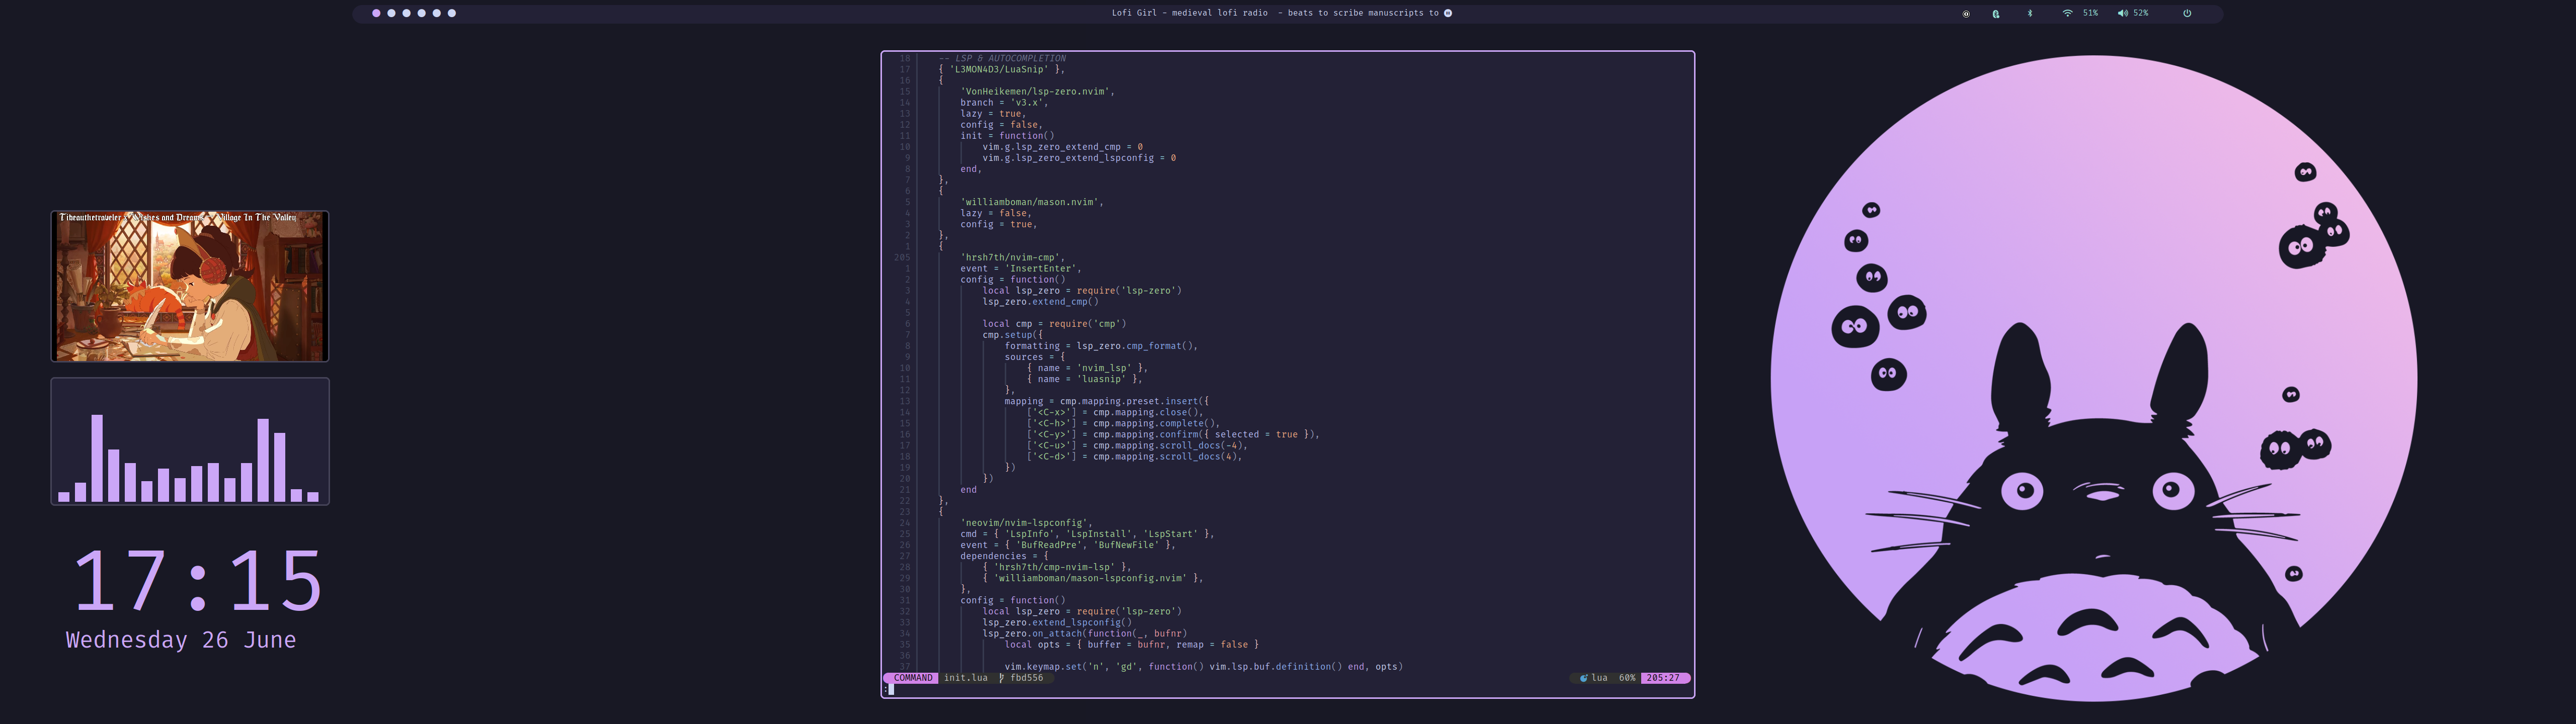 Lofi Girl - medieval lofi radio - beats to scribe manuscripts to
51% 52%
Tibeauthetraveler x Wishes and Dreams - Village In The Valley
17:15
Wednesday 26 June
18 -- LSP & AUTOCOMPLETION
17 { 'L3MON4D3/LuaSnip' },
16 {
15 'VonHeikemen/lsp-zero.nvim',
14 branch = 'v3.x',
13 lazy = true,
12 config = false,
11 init = function()
10 vim.g.lsp_zero_extend_cmp = 0
9 vim.g.lsp_zero_extend_lspconfig = 0
8 end,
7 },
6 {
5 'williamboman/mason.nvim',
4 lazy = false,
3 config = true,
2 },
1 {
205 'hrsh7th/nvim-cmp',
1 event = 'InsertEnter',
2 config = function()
3 local lsp_zero = require('lsp-zero')
4 lsp_zero.extend_cmp()
5
6 local cmp = require('cmp')
7 cmp.setup({
8 formatting = lsp_zero.cmp_format(),
9 sources = {
10 { name = 'nvim_lsp' },
11 { name = 'luasnip' },
12 },
13 mapping = cmp.mapping.preset.insert({
14 ['<C-x>'] = cmp.mapping.close(),
15 ['<C-h>'] = cmp.mapping.complete(),
16 ['<C-y>'] = cmp.mapping.confirm({ selected = true }),
17 ['<C-u>'] = cmp.mapping.scroll_docs(-4),
18 ['<C-d>'] = cmp.mapping.scroll_docs(4),
19 })
20 })
21 end
22 },
23 {
24 'neovim/nvim-lspconfig',
25 cmd = { 'LspInfo', 'LspInstall', 'LspStart' },
26 event = { 'BufReadPre', 'BufNewFile' },
27 dependencies = {
28 { 'hrsh7th/cmp-nvim-lsp' },
29 { 'williamboman/mason-lspconfig.nvim' },
30 },
31 config = function()
32 local lsp_zero = require('lsp-zero')
33 lsp_zero.extend_lspconfig()
34 lsp_zero.on_attach(function(_, bufnr)
35 local opts = { buffer = bufnr, remap = false }
36
37 vim.keymap.set('n', 'gd', function() vim.lsp.buf.definition() end, opts)
COMMAND init.lua fbd556 lua 60% 205:27
: